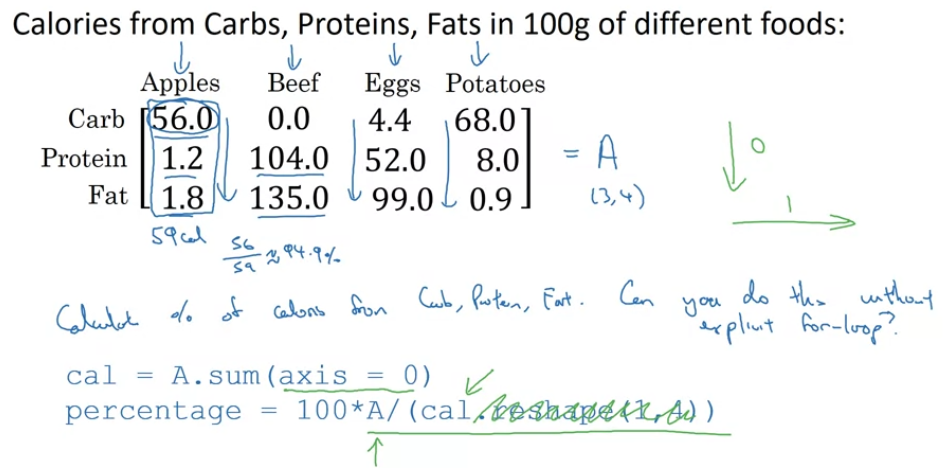 Calories from Carbs, Proteins, Fats in 100g of different foods:
Apples Beef Eggs Potatoes
Carb 56.0 0.0 4.4 68.0
Protein 1.2 104.0 52.0 8.0 = A
Fat 1.8 135.0 99.0 0.9 (3,4)
0
1
59 cal
56/59 ≈ 94.9%
Calculate % of calories from Carb, Protein, Fat. Can you do this without
explicit for-loop?
cal = A.sum(axis = 0)
percentage = 100*A/(cal.reshape(1,4))